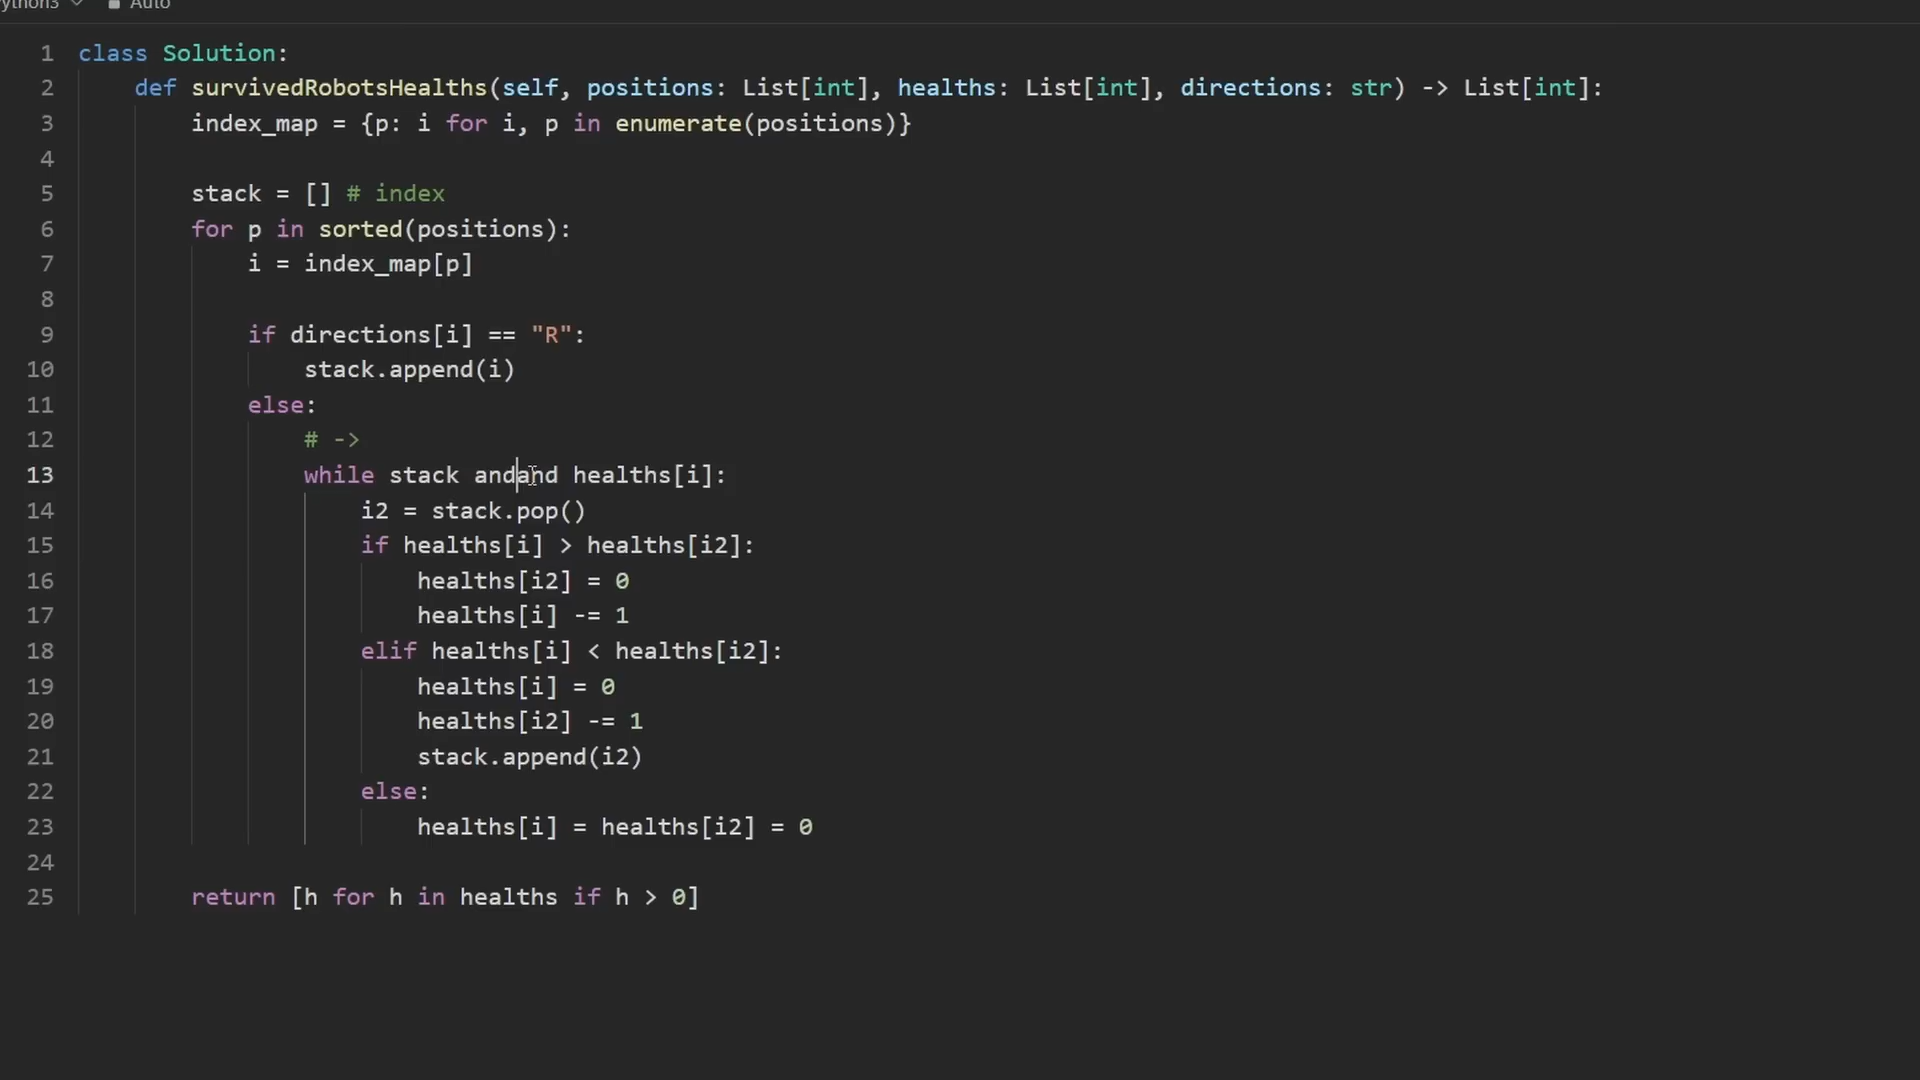 ython3 Auto
1 class Solution:
2 def survivedRobotsHealths(self, positions: List[int], healths: List[int], directions: str) -> List[int]:
3 index_map = {p: i for i, p in enumerate(positions)}
4
5 stack = [] # index
6 for p in sorted(positions):
7 i = index_map[p]
8
9 if directions[i] == "R":
10 stack.append(i)
11 else:
12 # ->
13 while stack andand healths[i]:
14 i2 = stack.pop()
15 if healths[i] > healths[i2]:
16 healths[i2] = 0
17 healths[i] -= 1
18 elif healths[i] < healths[i2]:
19 healths[i] = 0
20 healths[i2] -= 1
21 stack.append(i2)
22 else:
23 healths[i] = healths[i2] = 0
24
25 return [h for h in healths if h > 0]